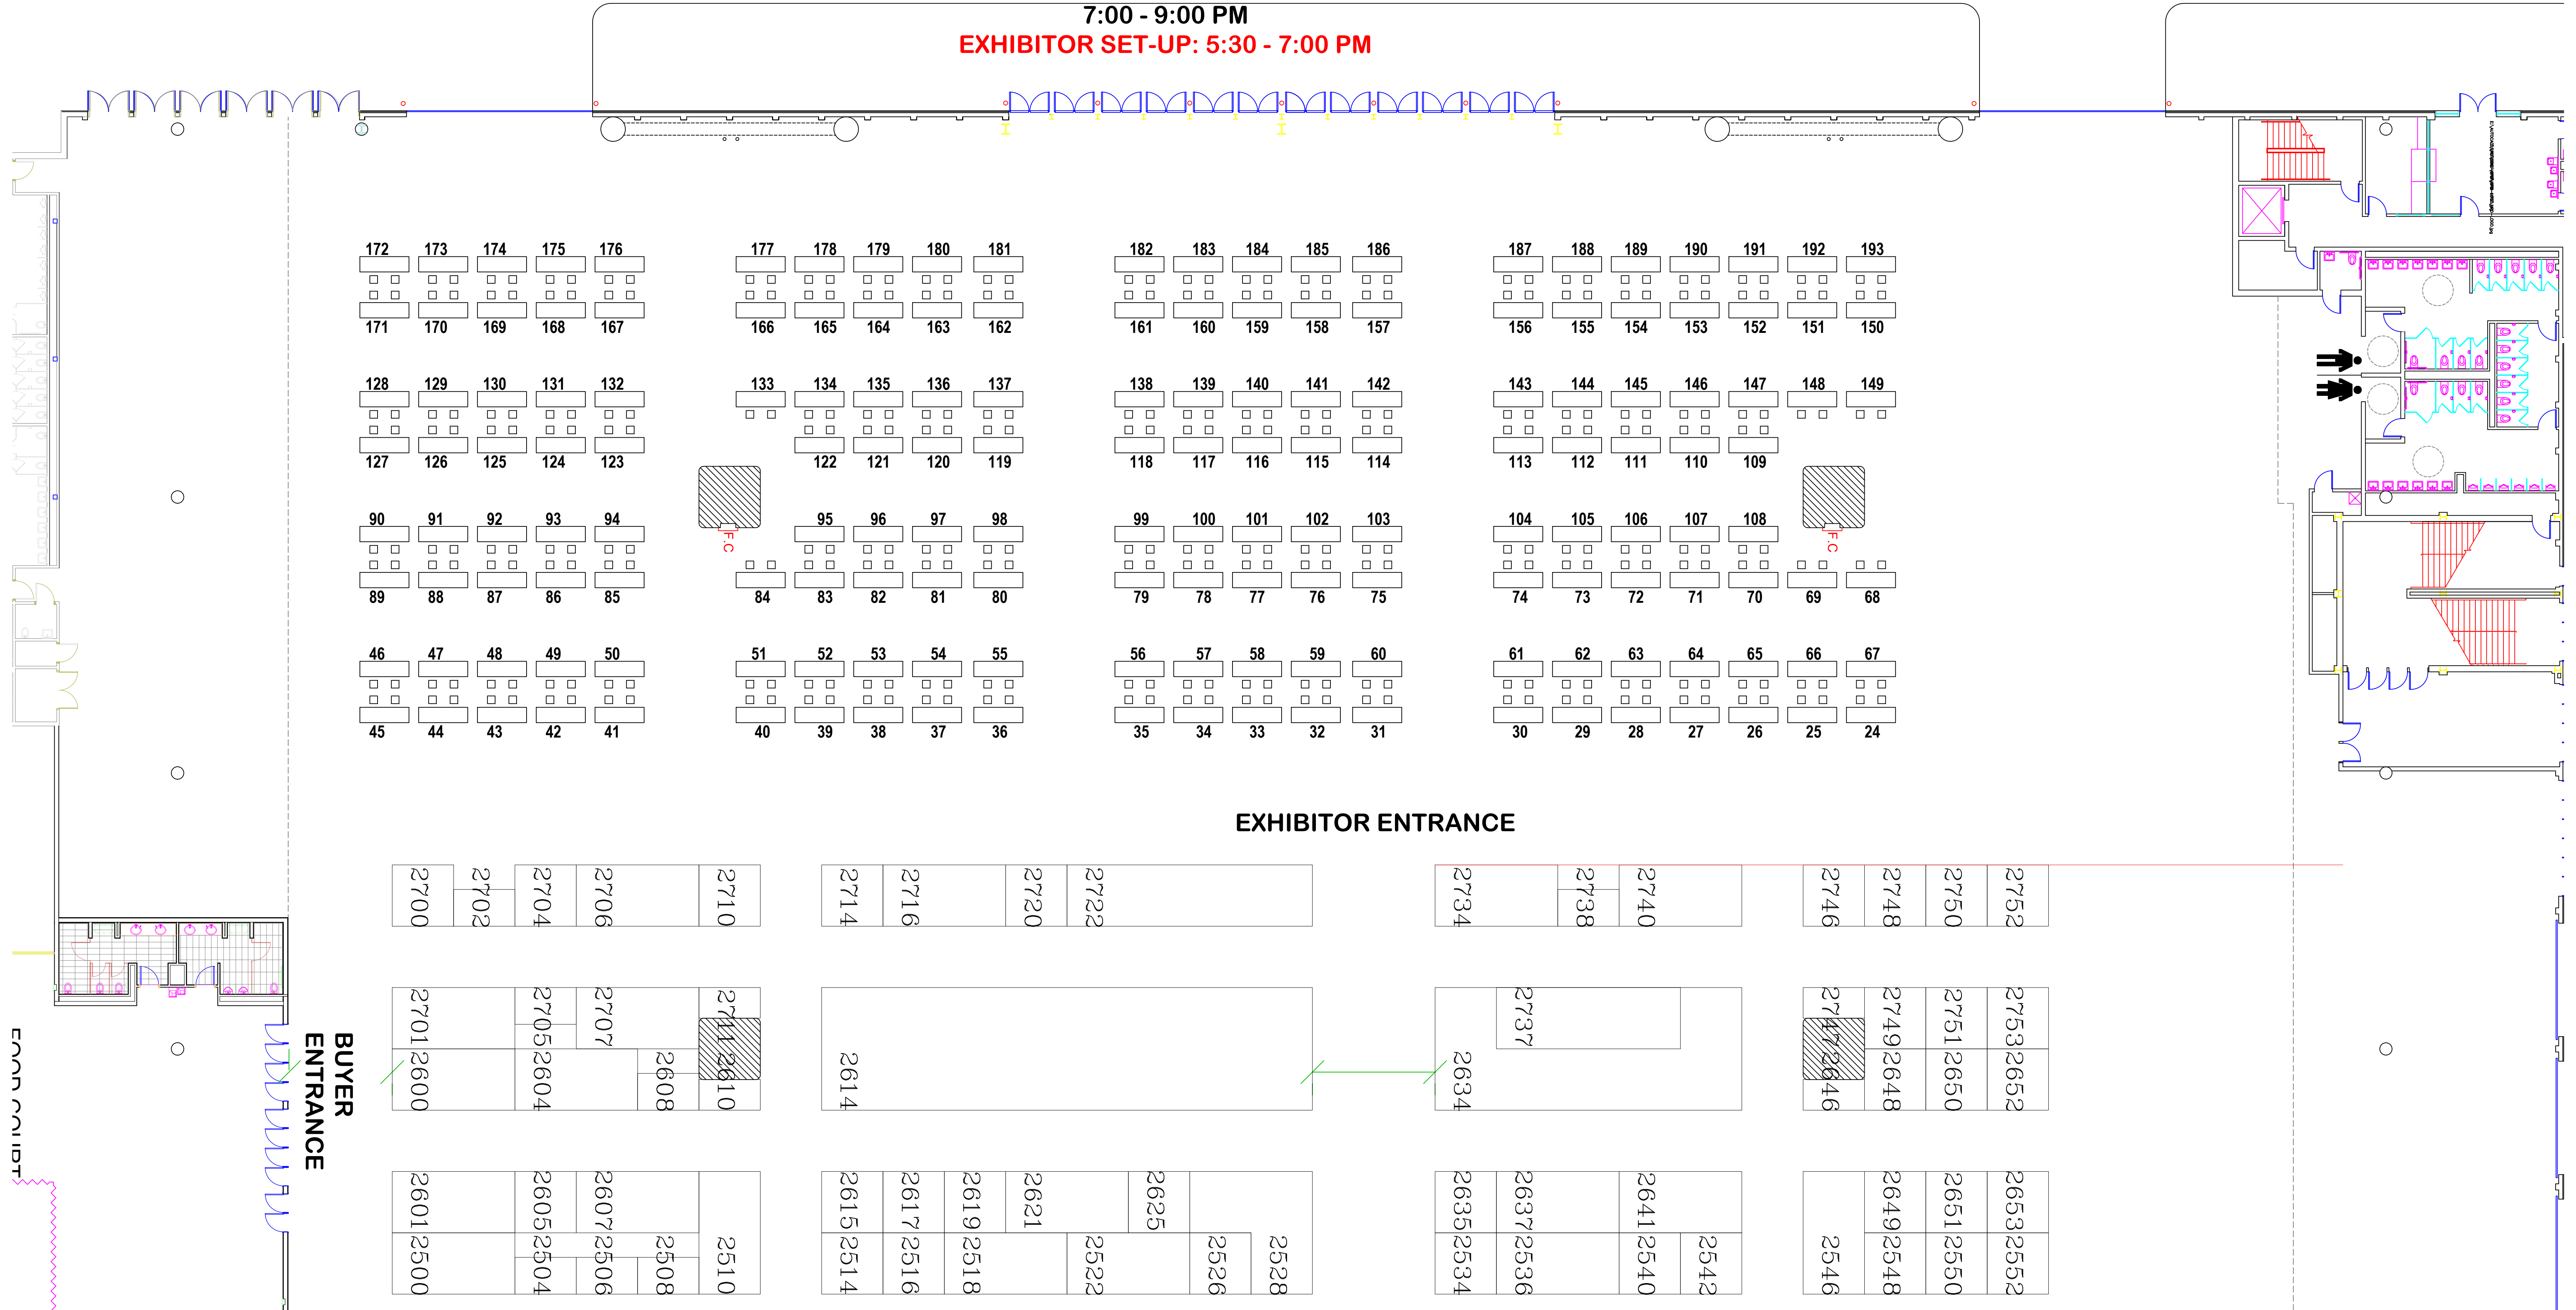 7:00 - 9:00 PM
EXHIBITOR SET-UP: 5:30 - 7:00 PM
172 173 174 175 176 177 178 179 180 181 182 183 184 185 186 187 188 189 190 191 192 193
171 170 169 168 167 166 165 164 163 162 161 160 159 158 157 156 155 154 153 152 151 150
128 129 130 131 132 133 134 135 136 137 138 139 140 141 142 143 144 145 146 147 148 149
127 126 125 124 123 122 121 120 119 118 117 116 115 114 113 112 111 110 109
90 91 92 93 94 95 96 97 98 99 100 101 102 103 104 105 106 107 108
F.C F.C
89 88 87 86 85 84 83 82 81 80 79 78 77 76 75 74 73 72 71 70 69 68
46 47 48 49 50 51 52 53 54 55 56 57 58 59 60 61 62 63 64 65 66 67
45 44 43 42 41 40 39 38 37 36 35 34 33 32 31 30 29 28 27 26 25 24
EXHIBITOR ENTRANCE
2700 2702 2704 2706 2710 2714 2716 2720 2722 2734 2738 2740 2746 2748 2750 2752
2701 2705 2707 2711 2737 2747 2749 2751 2753
BUYER
ENTRANCE
2600 2604 2608 2610 2614 2634 2646 2648 2650 2652
FOOD COURT
2601 2605 2607 2615 2617 2619 2621 2625 2635 2637 2641 2649 2651 2653
2500 2504 2506 2508 2510 2514 2516 2518 2522 2526 2528 2534 2536 2540 2542 2546 2548 2550 2552